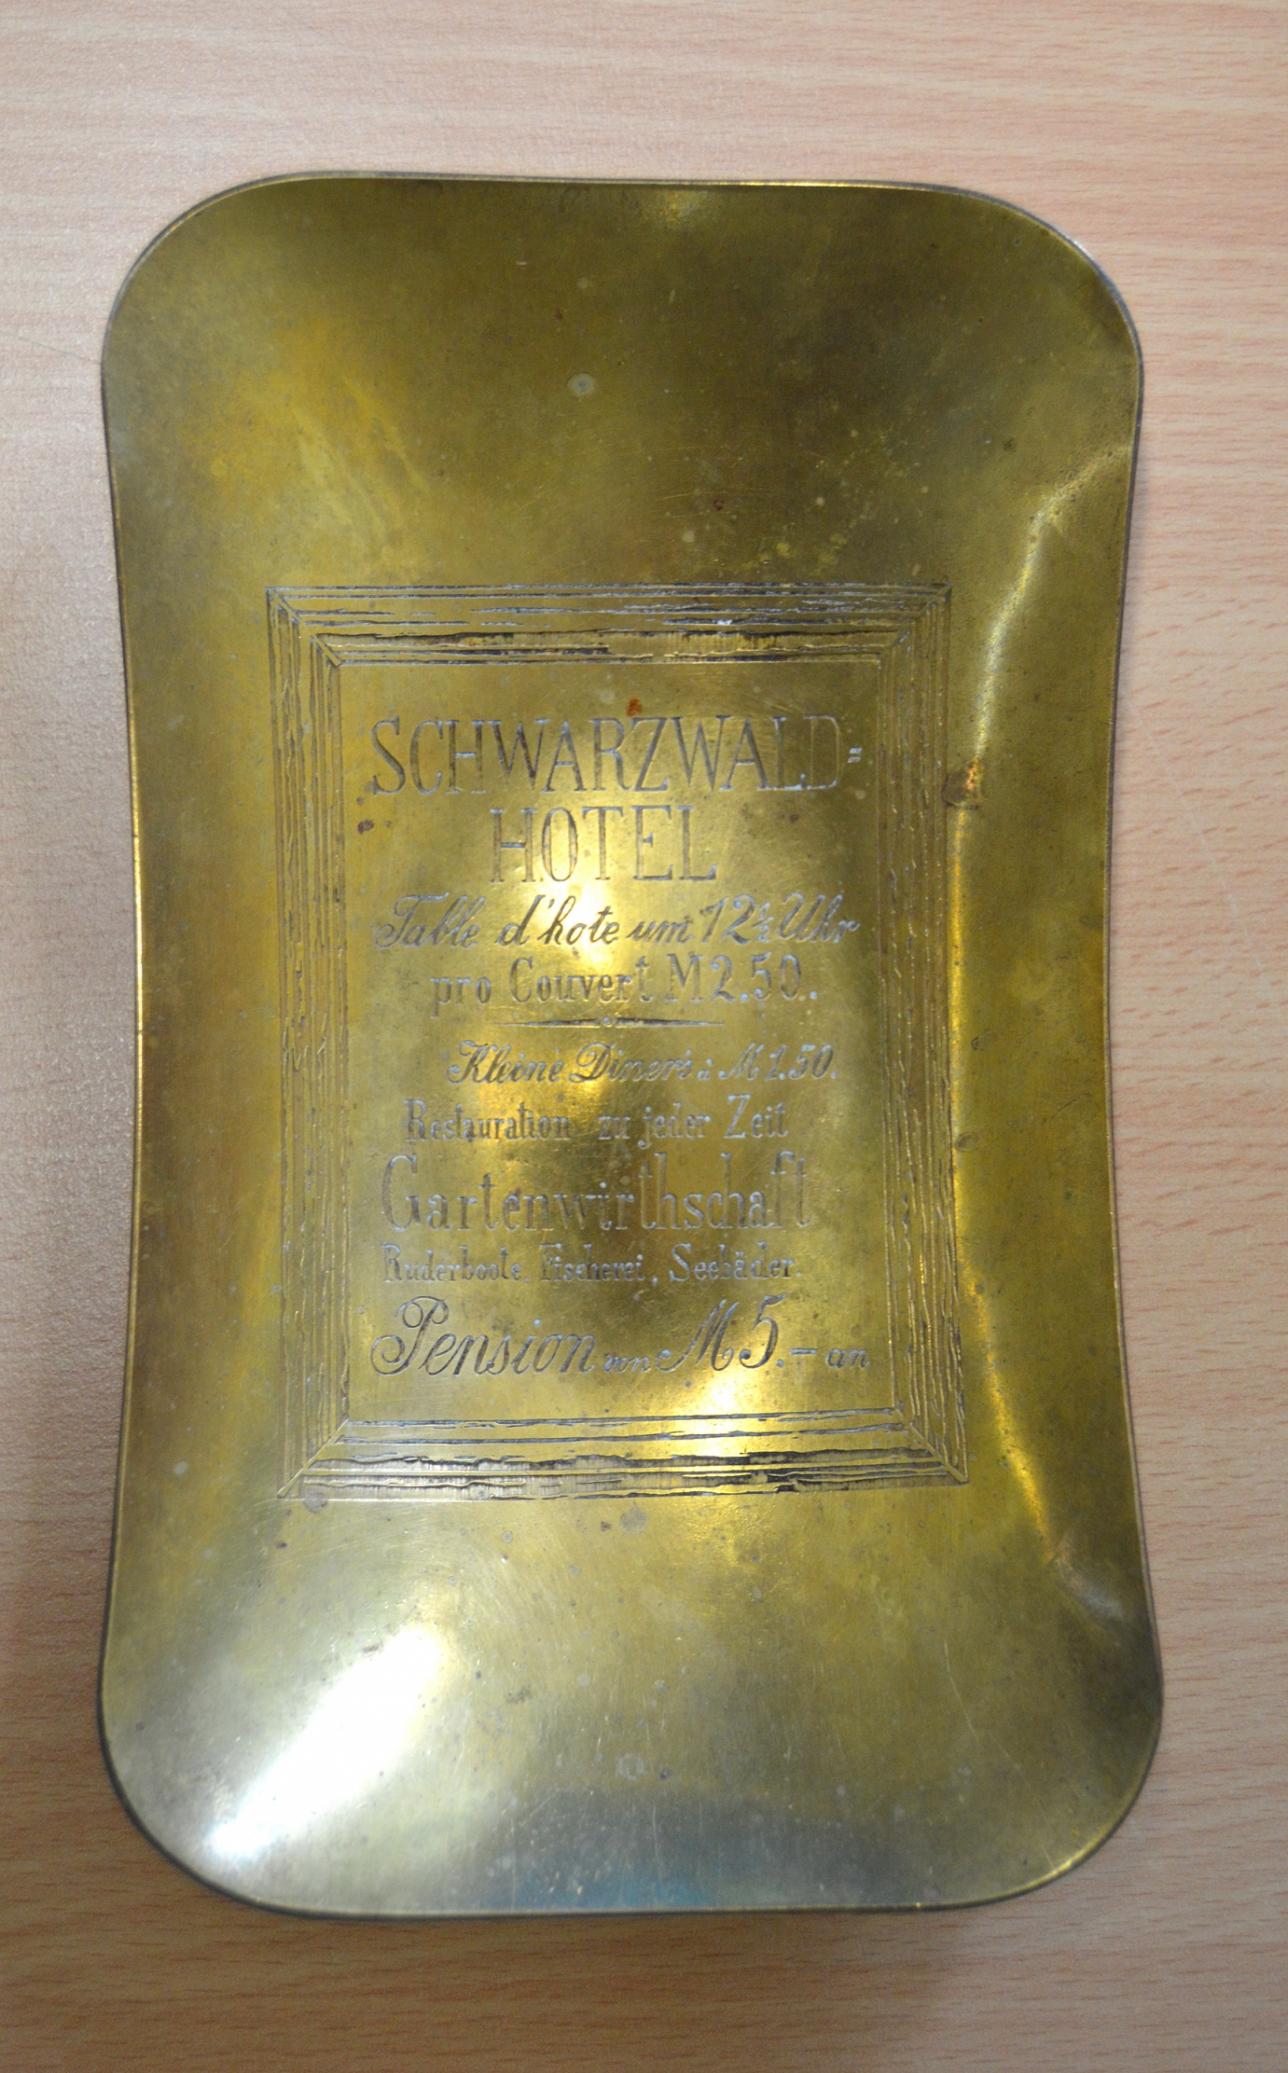 SCHWARZWALD=
HOTEL
Table d'hote um 12½ Uhr
pro Couvert M 2.50.
Kleine Diners à M 1.50.
Restauration zu jeder Zeit
Gartenwirthschaft
Ruderboote, Fischerei, Seebäder.
Pension von M 5.— an